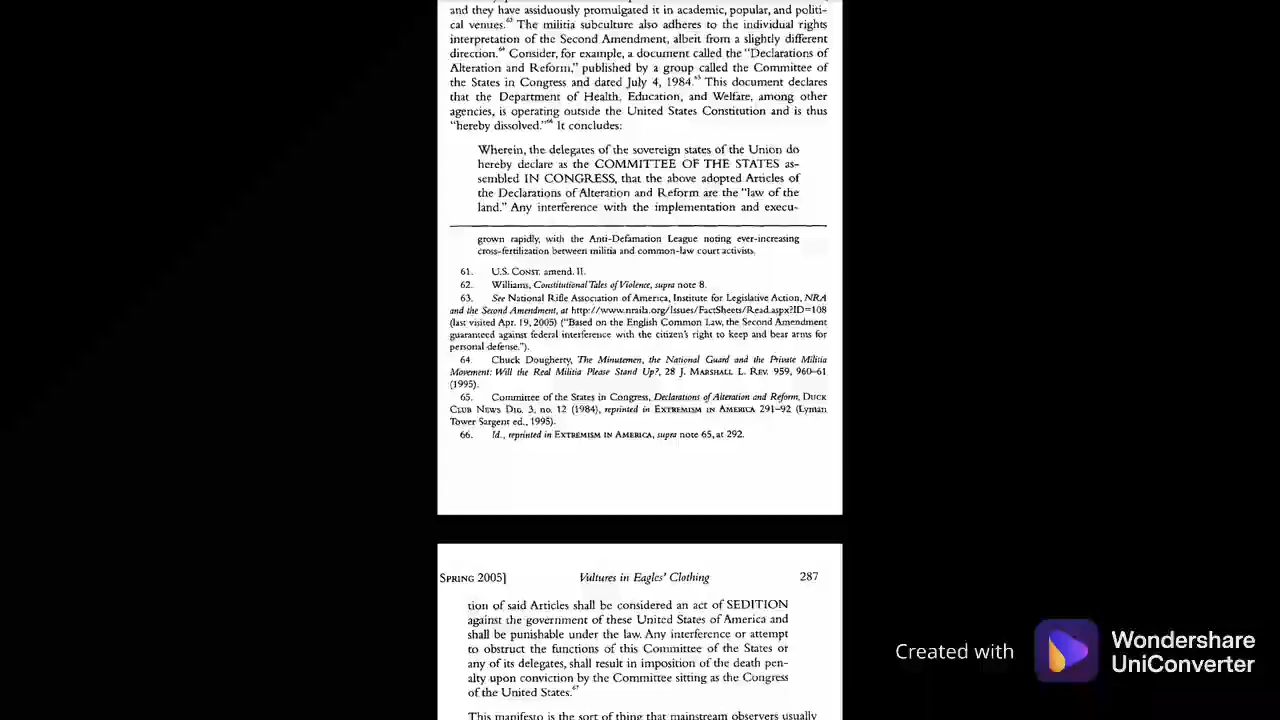 and they have assiduously promulgated it in academic, popular, and politi-
cal venues.63 The militia subculture also adheres to the individual rights
interpretation of the Second Amendment, albeit from a slightly different
direction.64 Consider, for example, a document called the "Declarations of
Alteration and Reform," published by a group called the Committee of
the States in Congress and dated July 4, 1984.65 This document declares
that the Department of Health, Education, and Welfare, among other
agencies, is operating outside the United States Constitution and is thus
"hereby dissolved."66 It concludes:
Wherein, the delegates of the sovereign states of the Union do
hereby declare as the COMMITTEE OF THE STATES as-
sembled IN CONGRESS, that the above adopted Articles of
the Declarations of Alteration and Reform are the "law of the
land." Any interference with the implementation and execu-
grown rapidly, with the Anti-Defamation League noting ever-increasing
cross-fertilization between militia and common-law court activists.
61. U.S. CONST. amend. II.
62. Williams, Constitutional Tales of Violence, supra note 8.
63. See National Rifle Association of America, Institute for Legislative Action, NRA
and the Second Amendment, at http://www.nraila.org/Issues/FactSheets/Read.aspx?ID=108
(last visited Apr. 19, 2005) ("Based on the English Common Law, the Second Amendment
guaranteed against federal interference with the citizen's right to keep and bear arms for
personal defense.").
64. Chuck Dougherty, The Minutemen, the National Guard and the Private Militia
Movement: Will the Real Militia Please Stand Up?, 28 J. MARSHALL L. REV. 959, 960–61
(1995).
65. Committee of the States in Congress, Declarations of Alteration and Reform, DUCK
CLUB NEWS DIG. 3, no. 12 (1984), reprinted in EXTREMISM IN AMERICA 291–92 (Lyman
Tower Sargent ed., 1995).
66. Id., reprinted in EXTREMISM IN AMERICA, supra note 65, at 292.
SPRING 2005] Vultures in Eagles' Clothing 287
tion of said Articles shall be considered an act of SEDITION
against the government of these United States of America and
shall be punishable under the law. Any interference or attempt
to obstruct the functions of this Committee of the States or
any of its delegates, shall result in imposition of the death pen-
alty upon conviction by the Committee sitting as the Congress
of the United States.67
This manifesto is the sort of thing that mainstream observers usually
Created with Wondershare
UniConverter